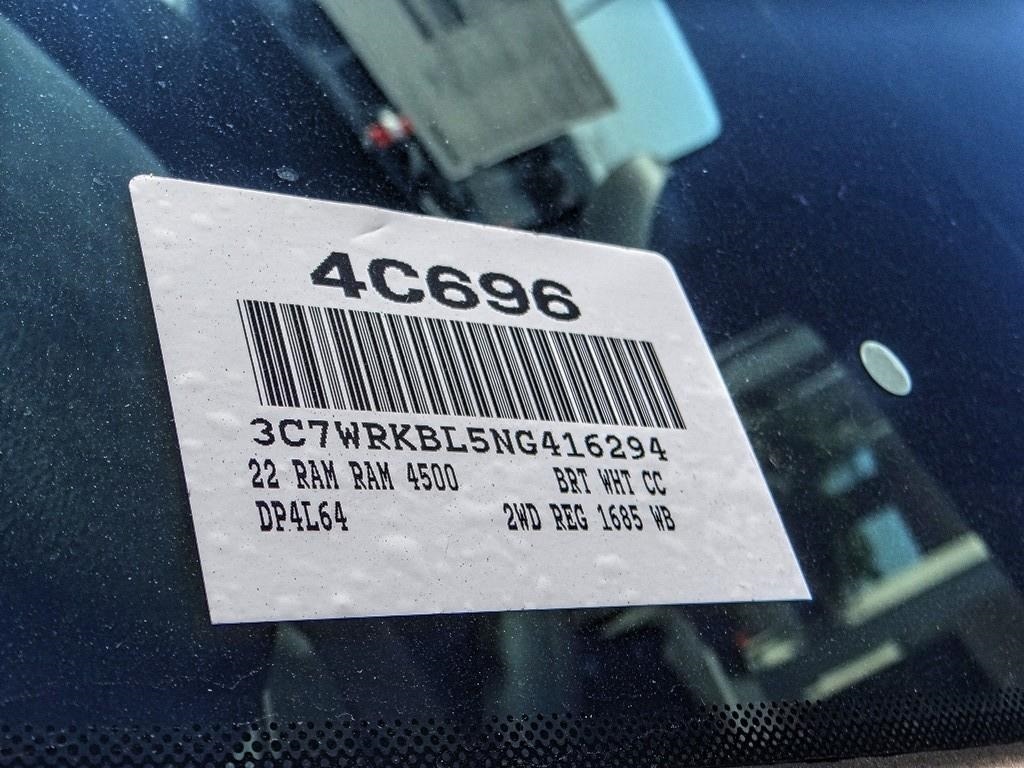 4C696
3C7WRKBL5NG416294
22 RAM RAM 4500 BRT WHT CC
DP4L64 2WD REG 1685 WB